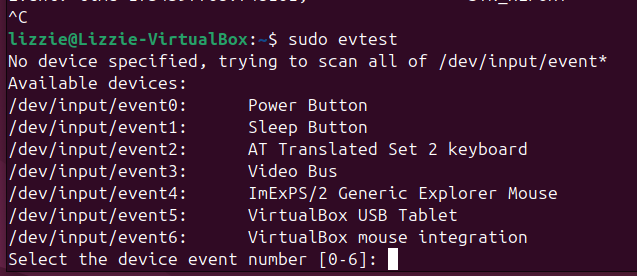 ^C
lizzie@Lizzie-VirtualBox:~$ sudo evtest
No device specified, trying to scan all of /dev/input/event*
Available devices:
/dev/input/event0:      Power Button
/dev/input/event1:      Sleep Button
/dev/input/event2:      AT Translated Set 2 keyboard
/dev/input/event3:      Video Bus
/dev/input/event4:      ImExPS/2 Generic Explorer Mouse
/dev/input/event5:      VirtualBox USB Tablet
/dev/input/event6:      VirtualBox mouse integration
Select the device event number [0-6]: